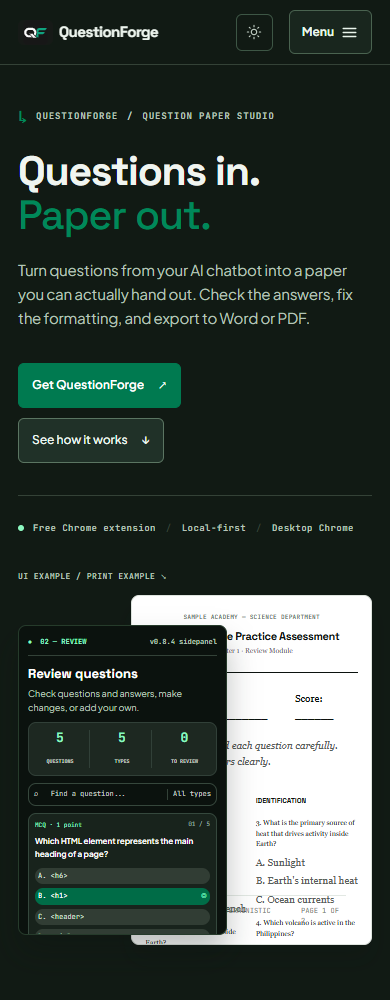 QF QuestionForge
Menu
QUESTIONFORGE / QUESTION PAPER STUDIO
Questions in.
Paper out.
Turn questions from your AI chatbot into a paper
you can actually hand out. Check the answers, fix
the formatting, and export to Word or PDF.
Get QuestionForge ↗
See how it works ↓
Free Chrome extension / Local-first / Desktop Chrome
UI EXAMPLE / PRINT EXAMPLE ↘
02 — REVIEW v0.8.4 sidepanel
Review questions
Check questions and answers, make
changes, or add your own.
5 5 0
QUESTIONS TYPES TO REVIEW
Find a question... All types
MCQ · 1 point 01 / 5
Which HTML element represents the main
heading of a page?
A. <h6>
B. <h1>
C. <header>
SAMPLE ACADEMY — SCIENCE DEPARTMENT
e Practice Assessment
ter 1 · Review Module
Score:
d each question carefully.
rs clearly.
IDENTIFICATION
3. What is the primary source of
heat that drives activity inside
Earth?
A. Sunlight
B. Earth's internal heat
C. Ocean currents
PAGE 1 OF
4. Which volcano is active in the
Philippines?
side
Earth?